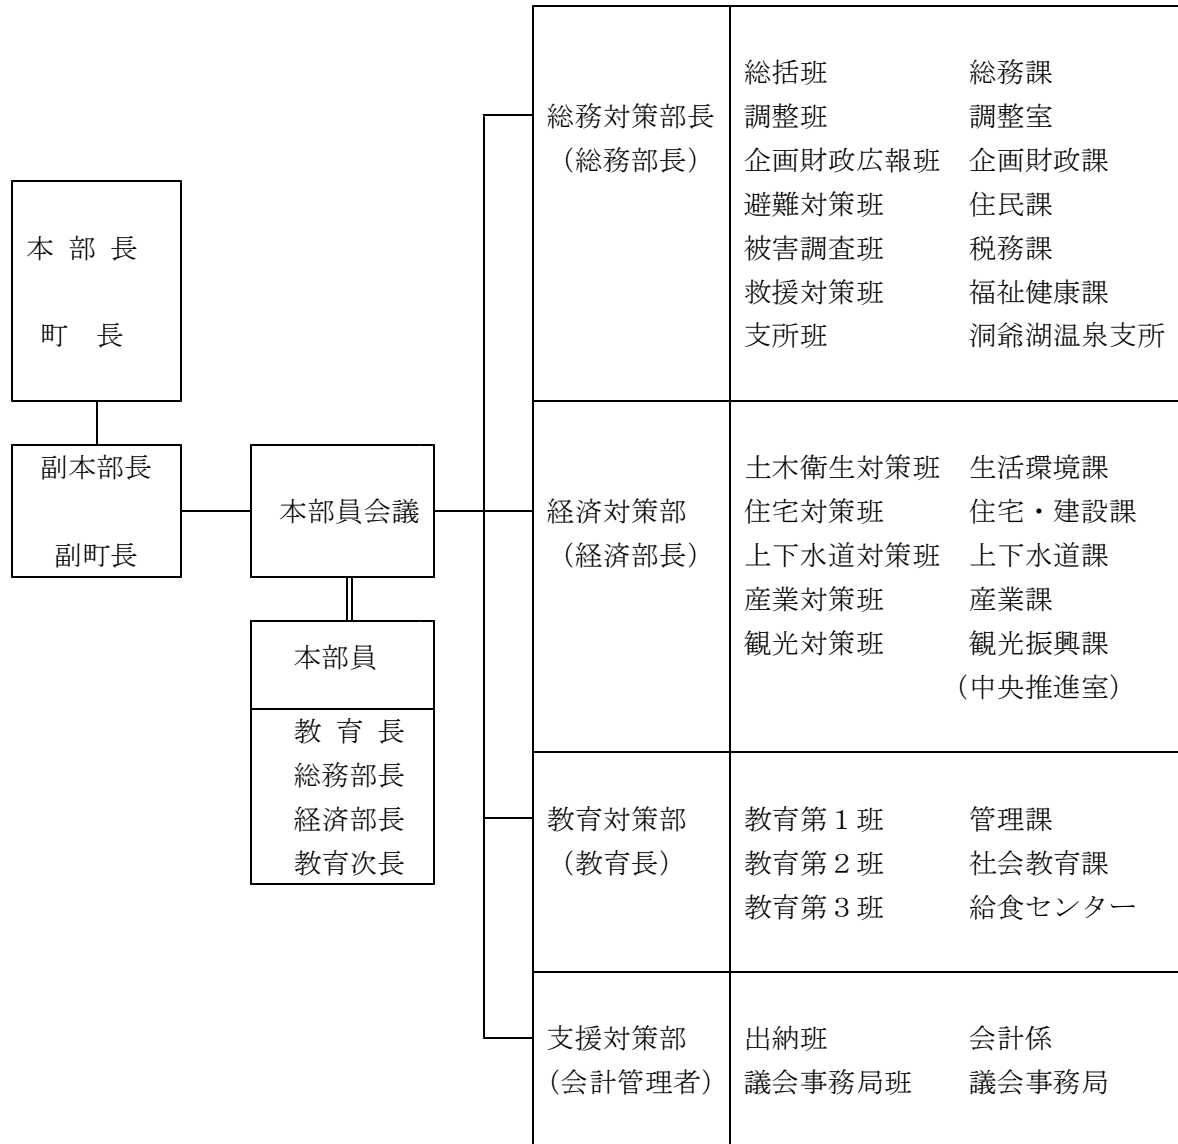 本 部 長
町　長
副本部長
副町長
本部員会議
本部員
教 育 長
総務部長
経済部長
教育次長
総務対策部長
（総務部長）
総括班　総務課
調整班　調整室
企画財政広報班　企画財政課
避難対策班　住民課
被害調査班　税務課
救援対策班　福祉健康課
支所班　洞爺湖温泉支所
経済対策部
（経済部長）
土木衛生対策班　生活環境課
住宅対策班　住宅・建設課
上下水道対策班　上下水道課
産業対策班　産業課
観光対策班　観光振興課
（中央推進室）
教育対策部
（教育長）
教育第１班　管理課
教育第２班　社会教育課
教育第３班　給食センター
支援対策部
（会計管理者）
出納班　会計係
議会事務局班　議会事務局